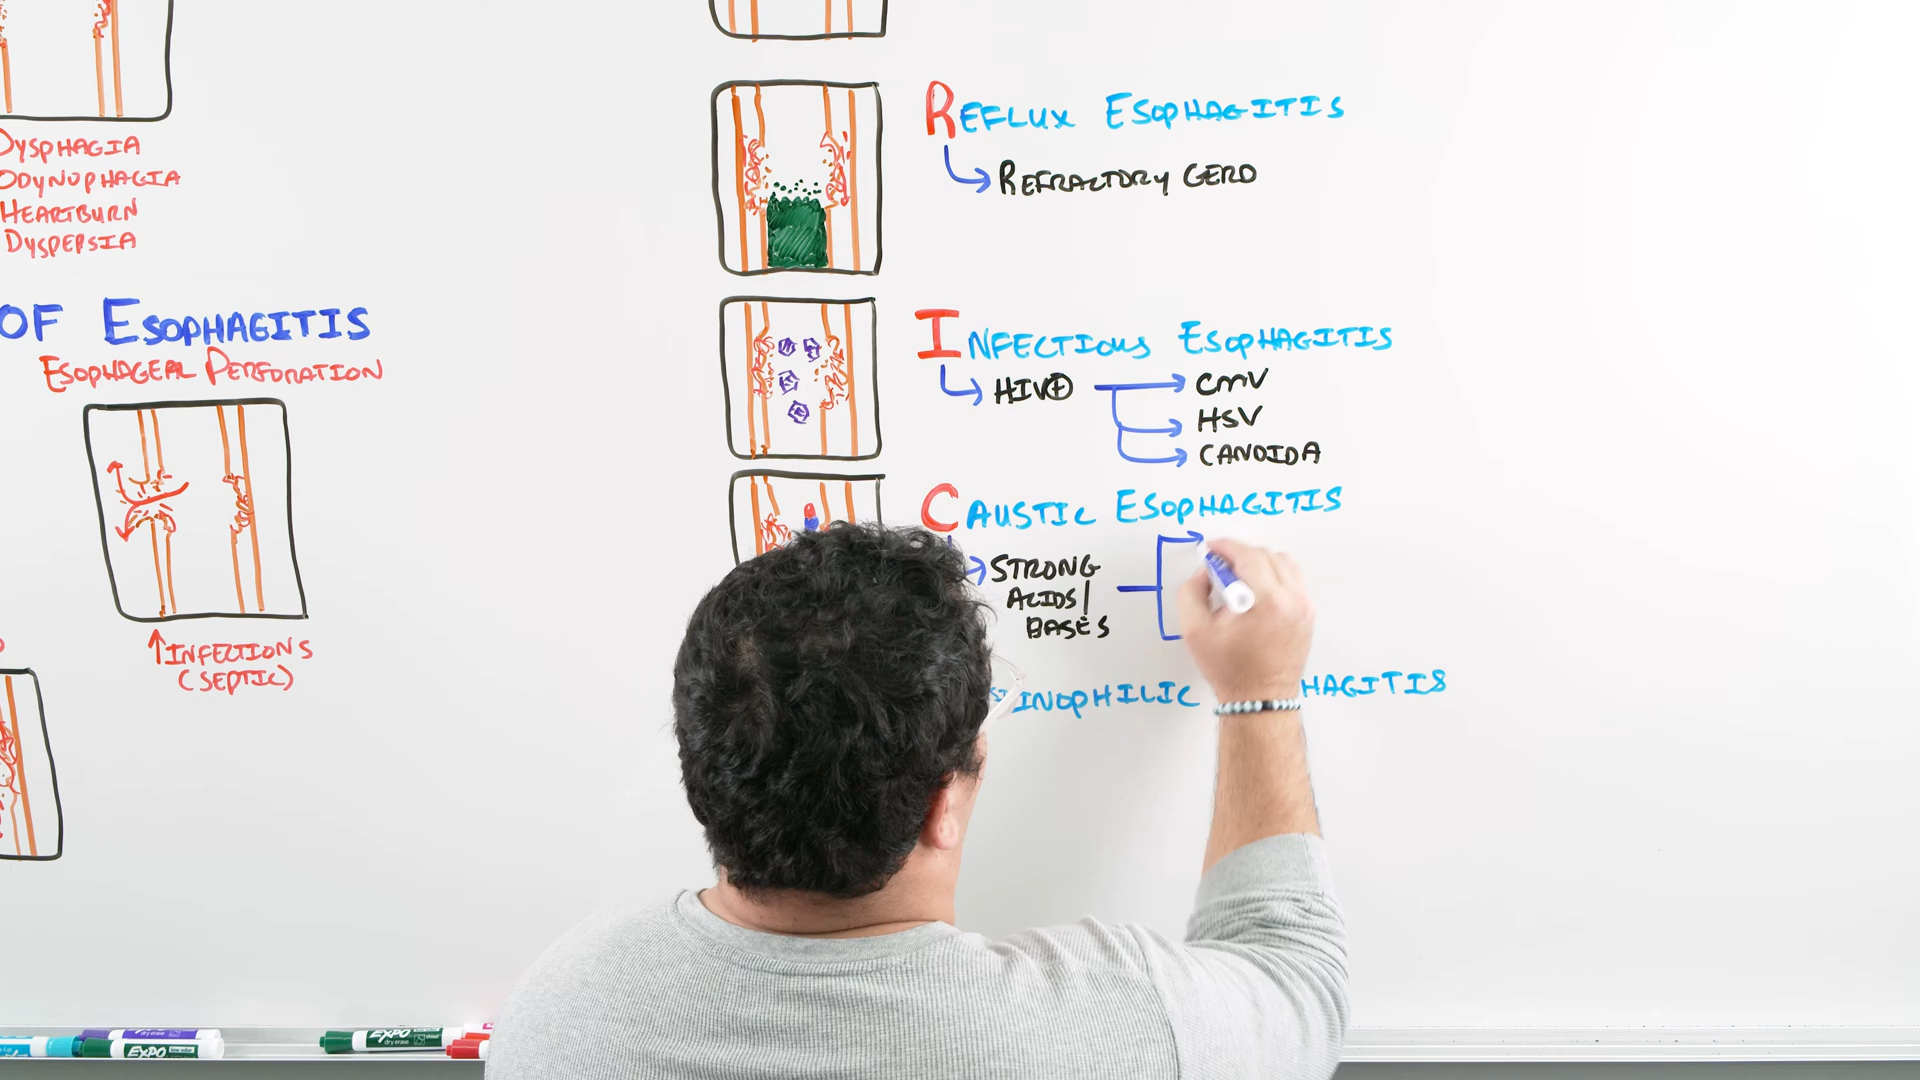 DYSPHAGIA
ODYNOPHAGIA
HEARTBURN
DYSPEPSIA
OF ESOPHAGITIS
ESOPHAGEAL PERFORATION
↑INFECTIONS
(SEPTIC)
REFLUX ESOPHAGITIS
REFRACTORY GERD
INFECTIOUS ESOPHAGITIS
HIV⊕
CMV
HSV
CANDIDA
CAUSTIC ESOPHAGITIS
STRONG
ACIDS/
BASES
INOPHILIC HAGITIS
EXPO
EXPO
dry erase